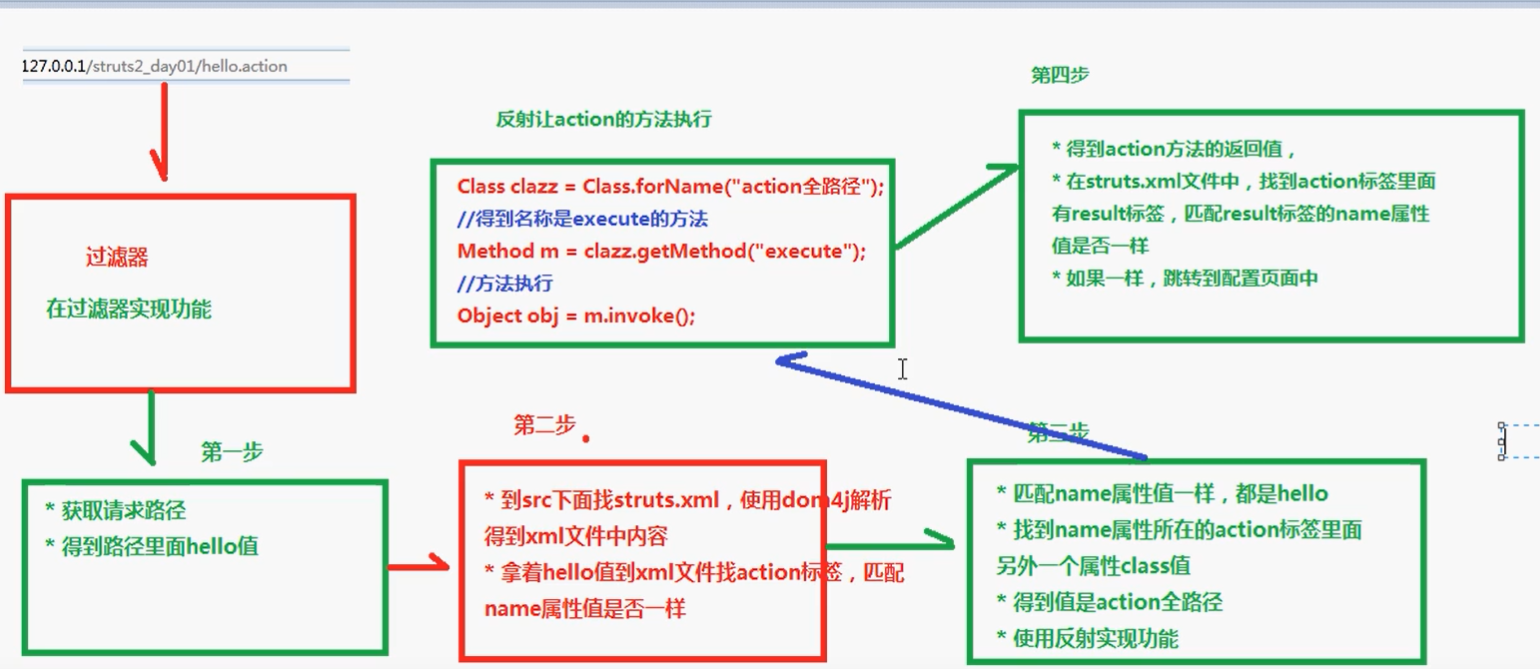 127.0.0.1/struts2_day01/hello.action
过滤器
在过滤器实现功能
第一步
* 获取请求路径
* 得到路径里面hello值
第二步
* 到src下面找struts.xml，使用dom4j解析
得到xml文件中内容
* 拿着hello值到xml文件找action标签，匹配
name属性值是否一样
第三步
* 匹配name属性值一样，都是hello
* 找到name属性所在的action标签里面
另外一个属性class值
* 得到值是action全路径
* 使用反射实现功能
反射让action的方法执行
Class clazz = Class.forName("action全路径");
//得到名称是execute的方法
Method m = clazz.getMethod("execute");
//方法执行
Object obj = m.invoke();
第四步
* 得到action方法的返回值，
* 在struts.xml文件中，找到action标签里面
有result标签，匹配result标签的name属性
值是否一样
* 如果一样，跳转到配置页面中